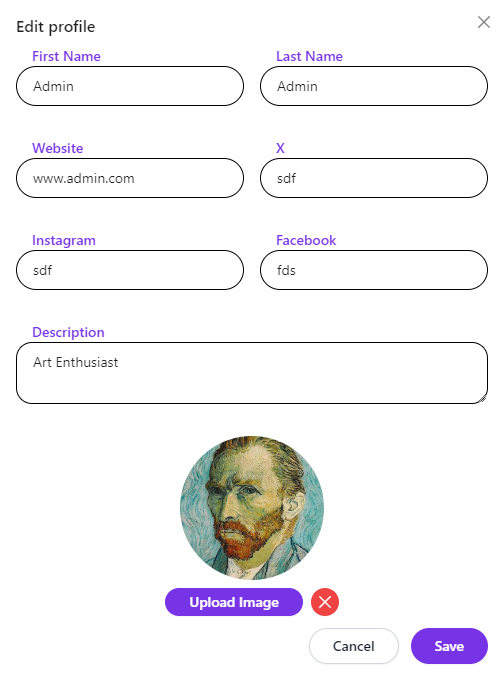 Edit profile
First Name Last Name
Admin Admin
Website X
www.admin.com sdf
Instagram Facebook
sdf fds
Description
Art Enthusiast
Upload Image
Cancel Save